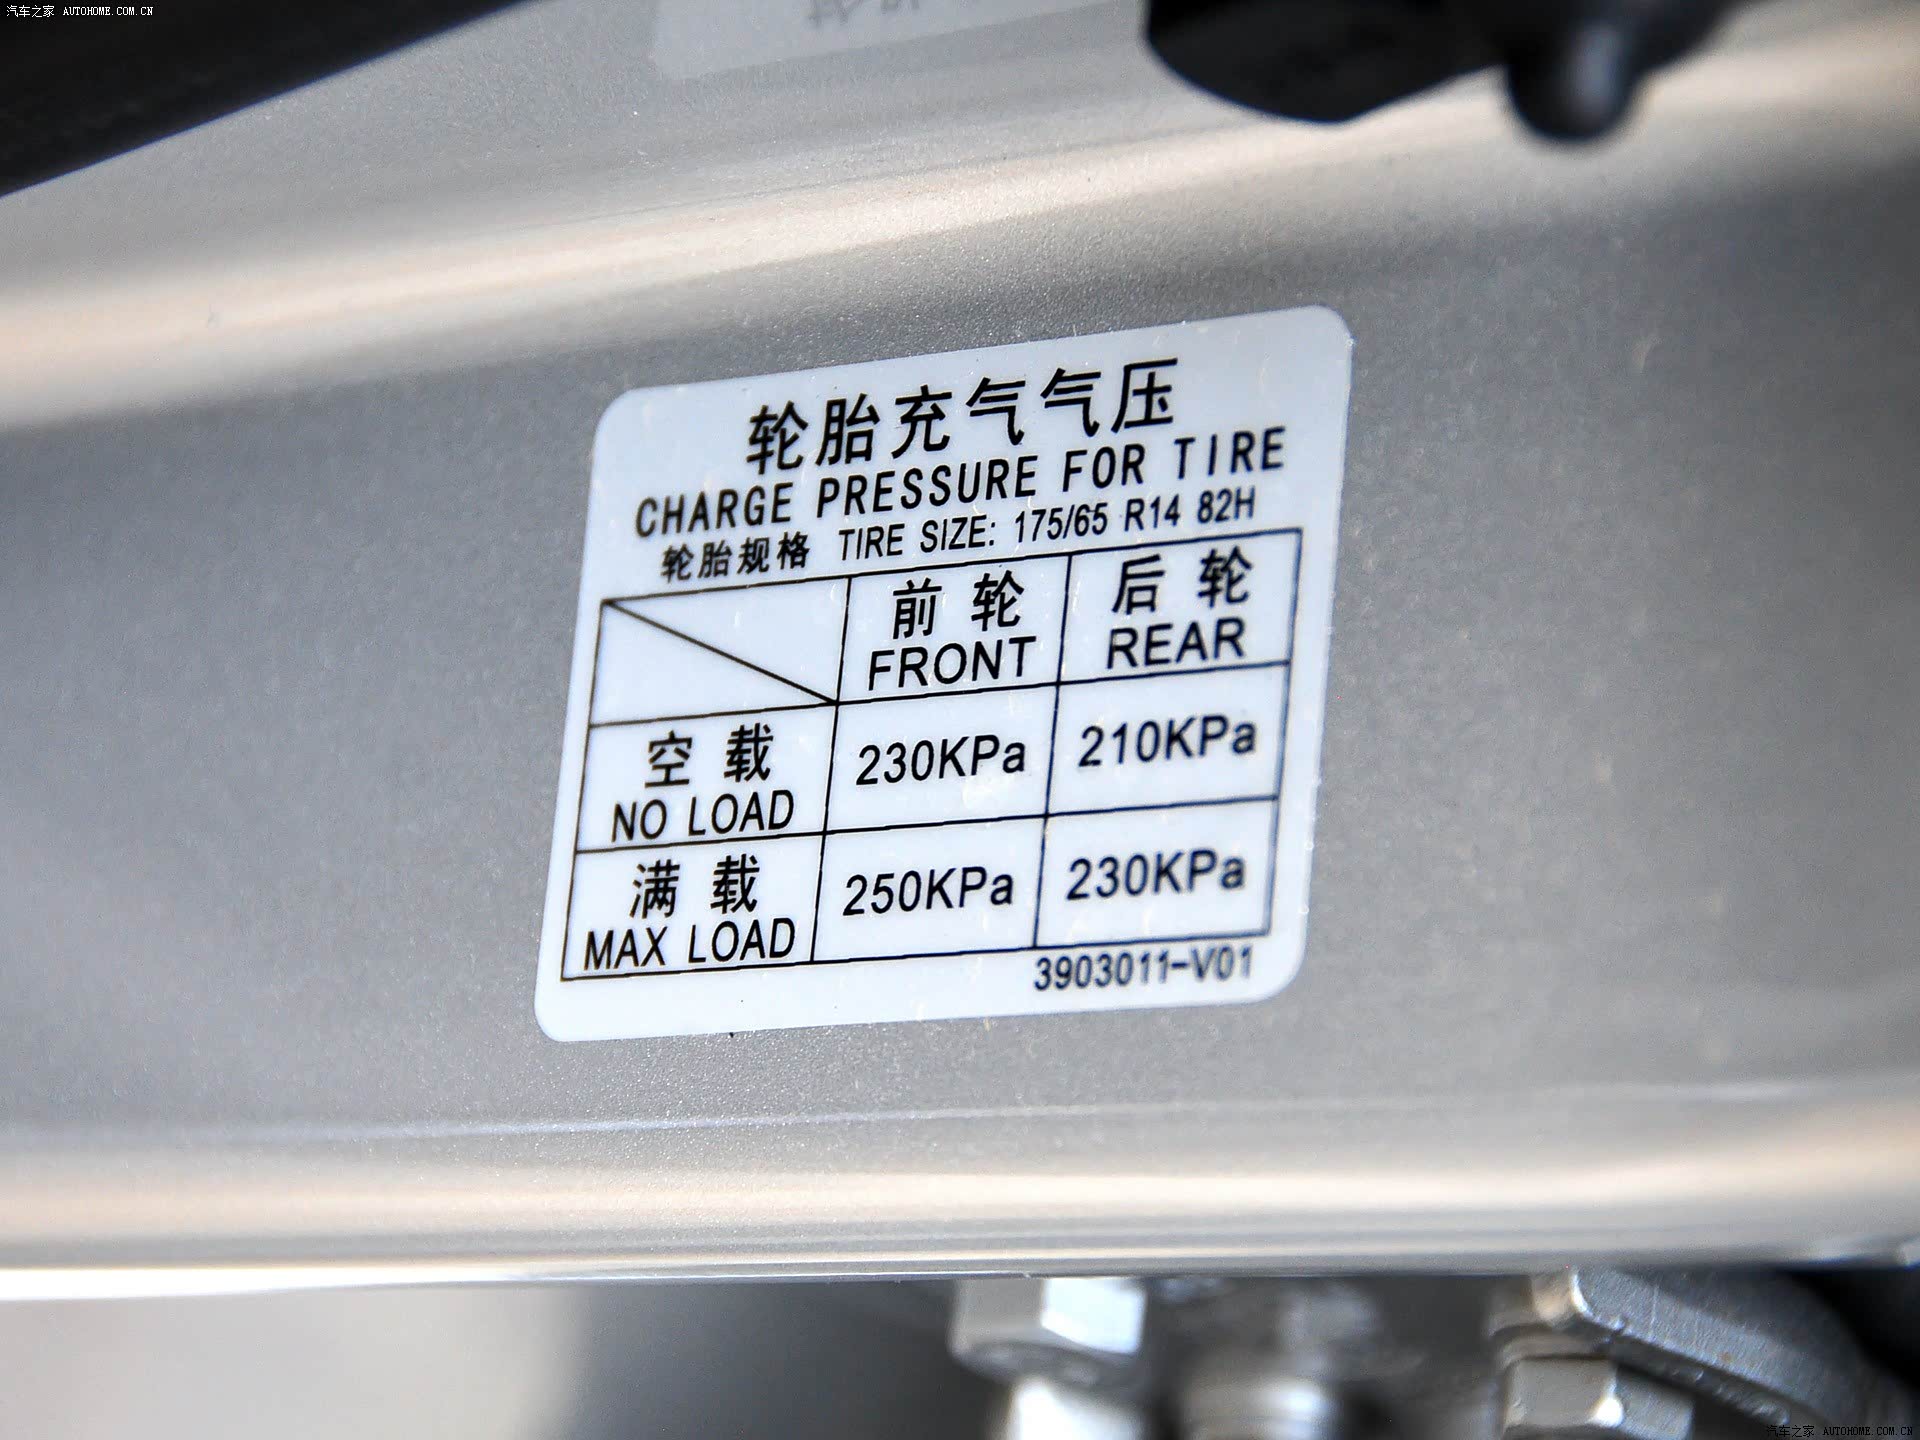 汽车之家 AUTOHOME.COM.CN
轮胎充气气压
CHARGE PRESSURE FOR TIRE
轮胎规格 TIRE SIZE: 175/65 R14 82H
前轮 后轮
FRONT REAR
空载 230KPa 210KPa
NO LOAD
满载 250KPa 230KPa
MAX LOAD
3903011-V01
汽车之家 AUTOHOME.COM.CN